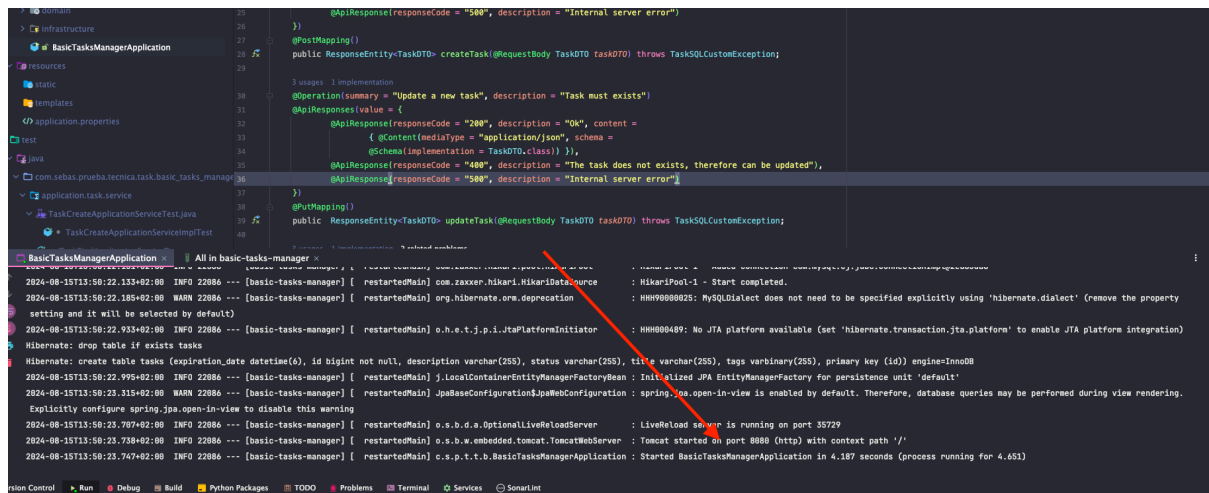 domain
infrastructure
BasicTasksManagerApplication
resources
static
templates
application.properties
test
java
com.sebas.prueba.tecnica.task.basic_tasks_manage
application.task.service
TaskCreateApplicationServiceTest.java
TaskCreateApplicationServiceImplTest
25 @ApiResponse(responseCode = "500", description = "Internal server error")
26 })
27 @PostMapping()
28 public ResponseEntity<TaskDTO> createTask(@RequestBody TaskDTO taskDTO) throws TaskSQLCustomException;
29
3 usages 1 implementation
30 @Operation(summary = "Update a new task", description = "Task must exists")
31 @ApiResponses(value = {
32 @ApiResponse(responseCode = "200", description = "Ok", content =
33 { @Content(mediaType = "application/json", schema =
34 @Schema(implementation = TaskDTO.class)) }),
35 @ApiResponse(responseCode = "400", description = "The task does not exists, therefore can be updated"),
36 @ApiResponse(responseCode = "500", description = "Internal server error")
37 })
38 @PutMapping()
39 public ResponseEntity<TaskDTO> updateTask(@RequestBody TaskDTO taskDTO) throws TaskSQLCustomException;
40
BasicTasksManagerApplication × All in basic-tasks-manager ×
2024-08-15T13:50:22.133+02:00 INFO 22086 --- [basic-tasks-manager] [ restartedMain] com.zaxxer.hikari.HikariDataSource : HikariPool-1 - Start completed.
2024-08-15T13:50:22.185+02:00 WARN 22086 --- [basic-tasks-manager] [ restartedMain] org.hibernate.orm.deprecation : HHH90000025: MySQLDialect does not need to be specified explicitly using 'hibernate.dialect' (remove the property
setting and it will be selected by default)
2024-08-15T13:50:22.933+02:00 INFO 22086 --- [basic-tasks-manager] [ restartedMain] o.h.e.t.j.p.i.JtaPlatformInitiator : HHH000489: No JTA platform available (set 'hibernate.transaction.jta.platform' to enable JTA platform integration)
Hibernate: drop table if exists tasks
Hibernate: create table tasks (expiration_date datetime(6), id bigint not null, description varchar(255), status varchar(255), title varchar(255), tags varbinary(255), primary key (id)) engine=InnoDB
2024-08-15T13:50:22.995+02:00 INFO 22086 --- [basic-tasks-manager] [ restartedMain] j.LocalContainerEntityManagerFactoryBean : Initialized JPA EntityManagerFactory for persistence unit 'default'
2024-08-15T13:50:23.315+02:00 WARN 22086 --- [basic-tasks-manager] [ restartedMain] JpaBaseConfiguration$JpaWebConfiguration : spring.jpa.open-in-view is enabled by default. Therefore, database queries may be performed during view rendering.
Explicitly configure spring.jpa.open-in-view to disable this warning
2024-08-15T13:50:23.707+02:00 INFO 22086 --- [basic-tasks-manager] [ restartedMain] o.s.b.d.a.OptionalLiveReloadServer : LiveReload server is running on port 35729
2024-08-15T13:50:23.738+02:00 INFO 22086 --- [basic-tasks-manager] [ restartedMain] o.s.b.w.embedded.tomcat.TomcatWebServer : Tomcat started on port 8080 (http) with context path '/'
2024-08-15T13:50:23.747+02:00 INFO 22086 --- [basic-tasks-manager] [ restartedMain] c.s.p.t.t.b.BasicTasksManagerApplication : Started BasicTasksManagerApplication in 4.187 seconds (process running for 4.651)
rsion Control Run Debug Build Python Packages TODO Problems Terminal Services SonarLint